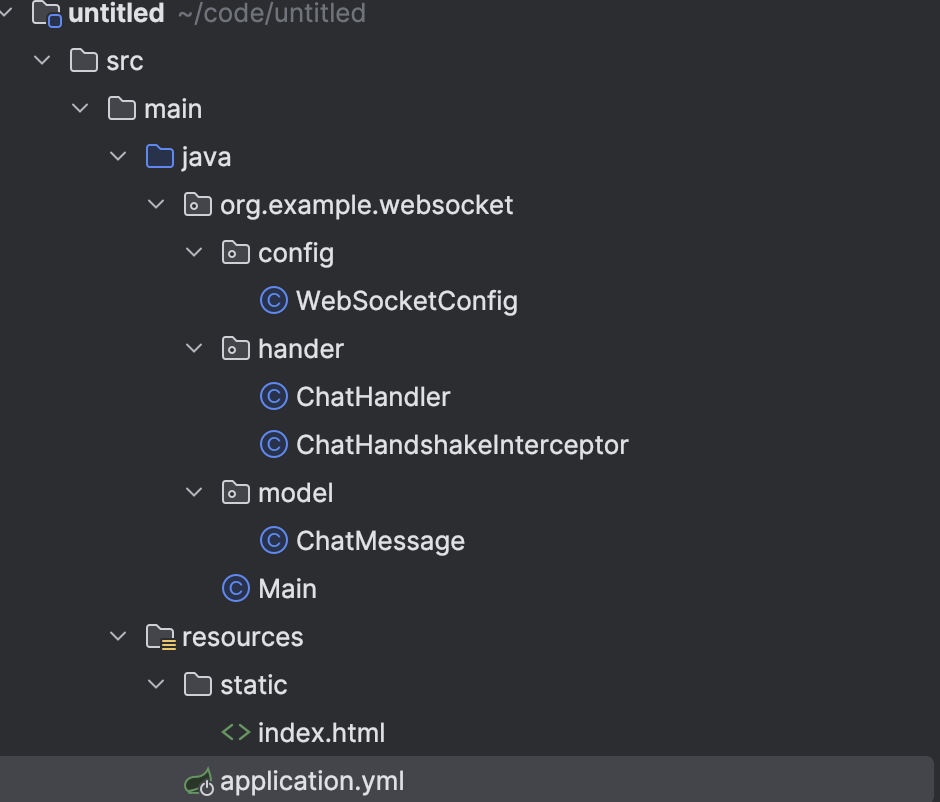 untitled ~/code/untitled
src
main
java
org.example.websocket
config
WebSocketConfig
hander
ChatHandler
ChatHandshakeInterceptor
model
ChatMessage
Main
resources
static
index.html
application.yml